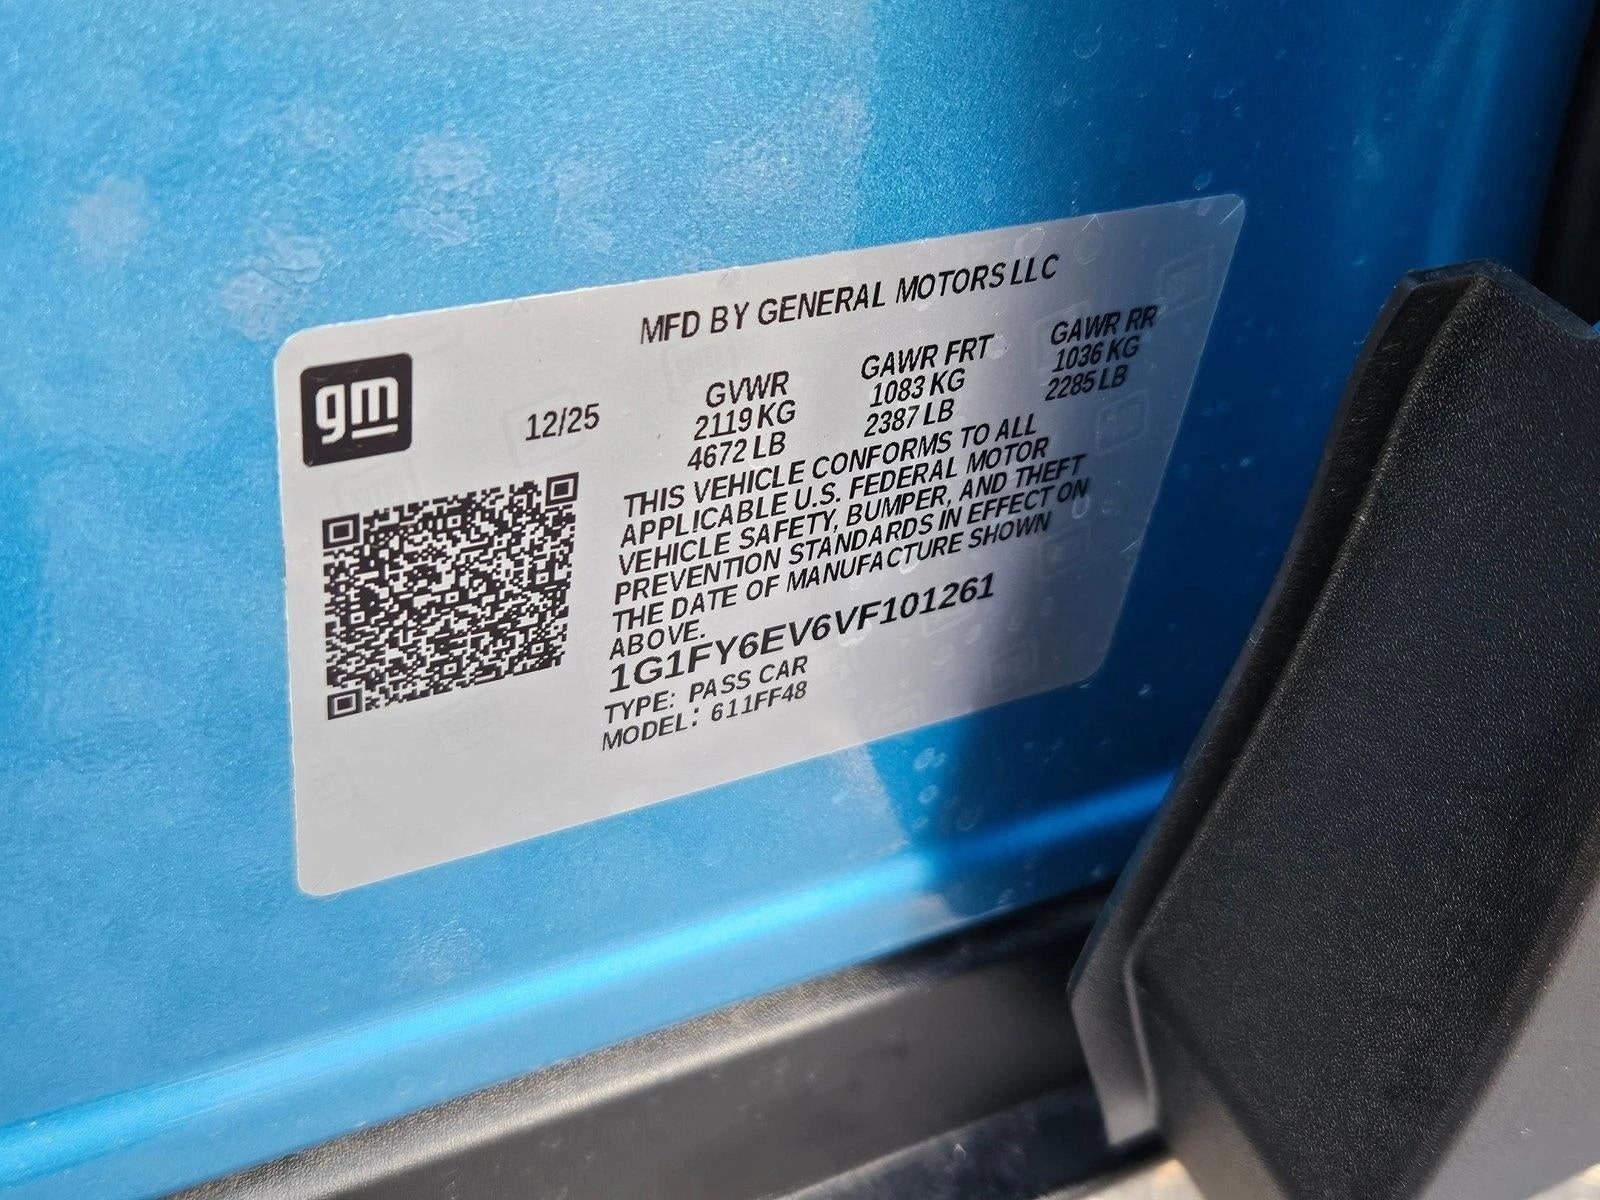 MFD BY GENERAL MOTORS LLC
gm
12/25
GVWR GAWR FRT GAWR RR
2119 KG 1083 KG 1036 KG
4672 LB 2387 LB 2285 LB
THIS VEHICLE CONFORMS TO ALL
APPLICABLE U.S. FEDERAL MOTOR
VEHICLE SAFETY, BUMPER, AND THEFT
PREVENTION STANDARDS IN EFFECT ON
THE DATE OF MANUFACTURE SHOWN
ABOVE.
1G1FY6EV6VF101261
TYPE: PASS CAR
MODEL: 611FF48